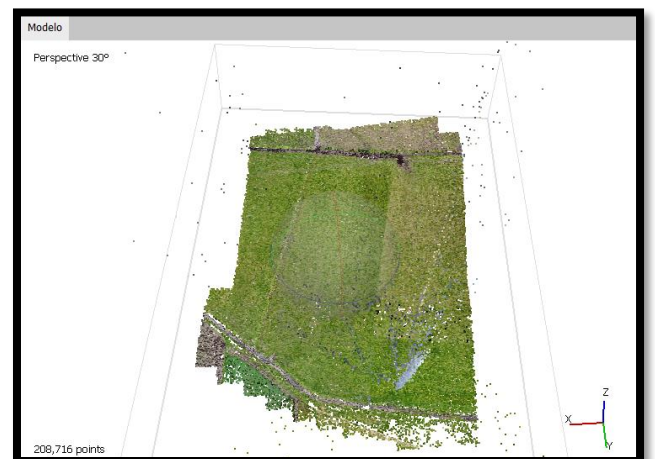 Modelo
Perspective 30°
Z
X
Y
208,716 points